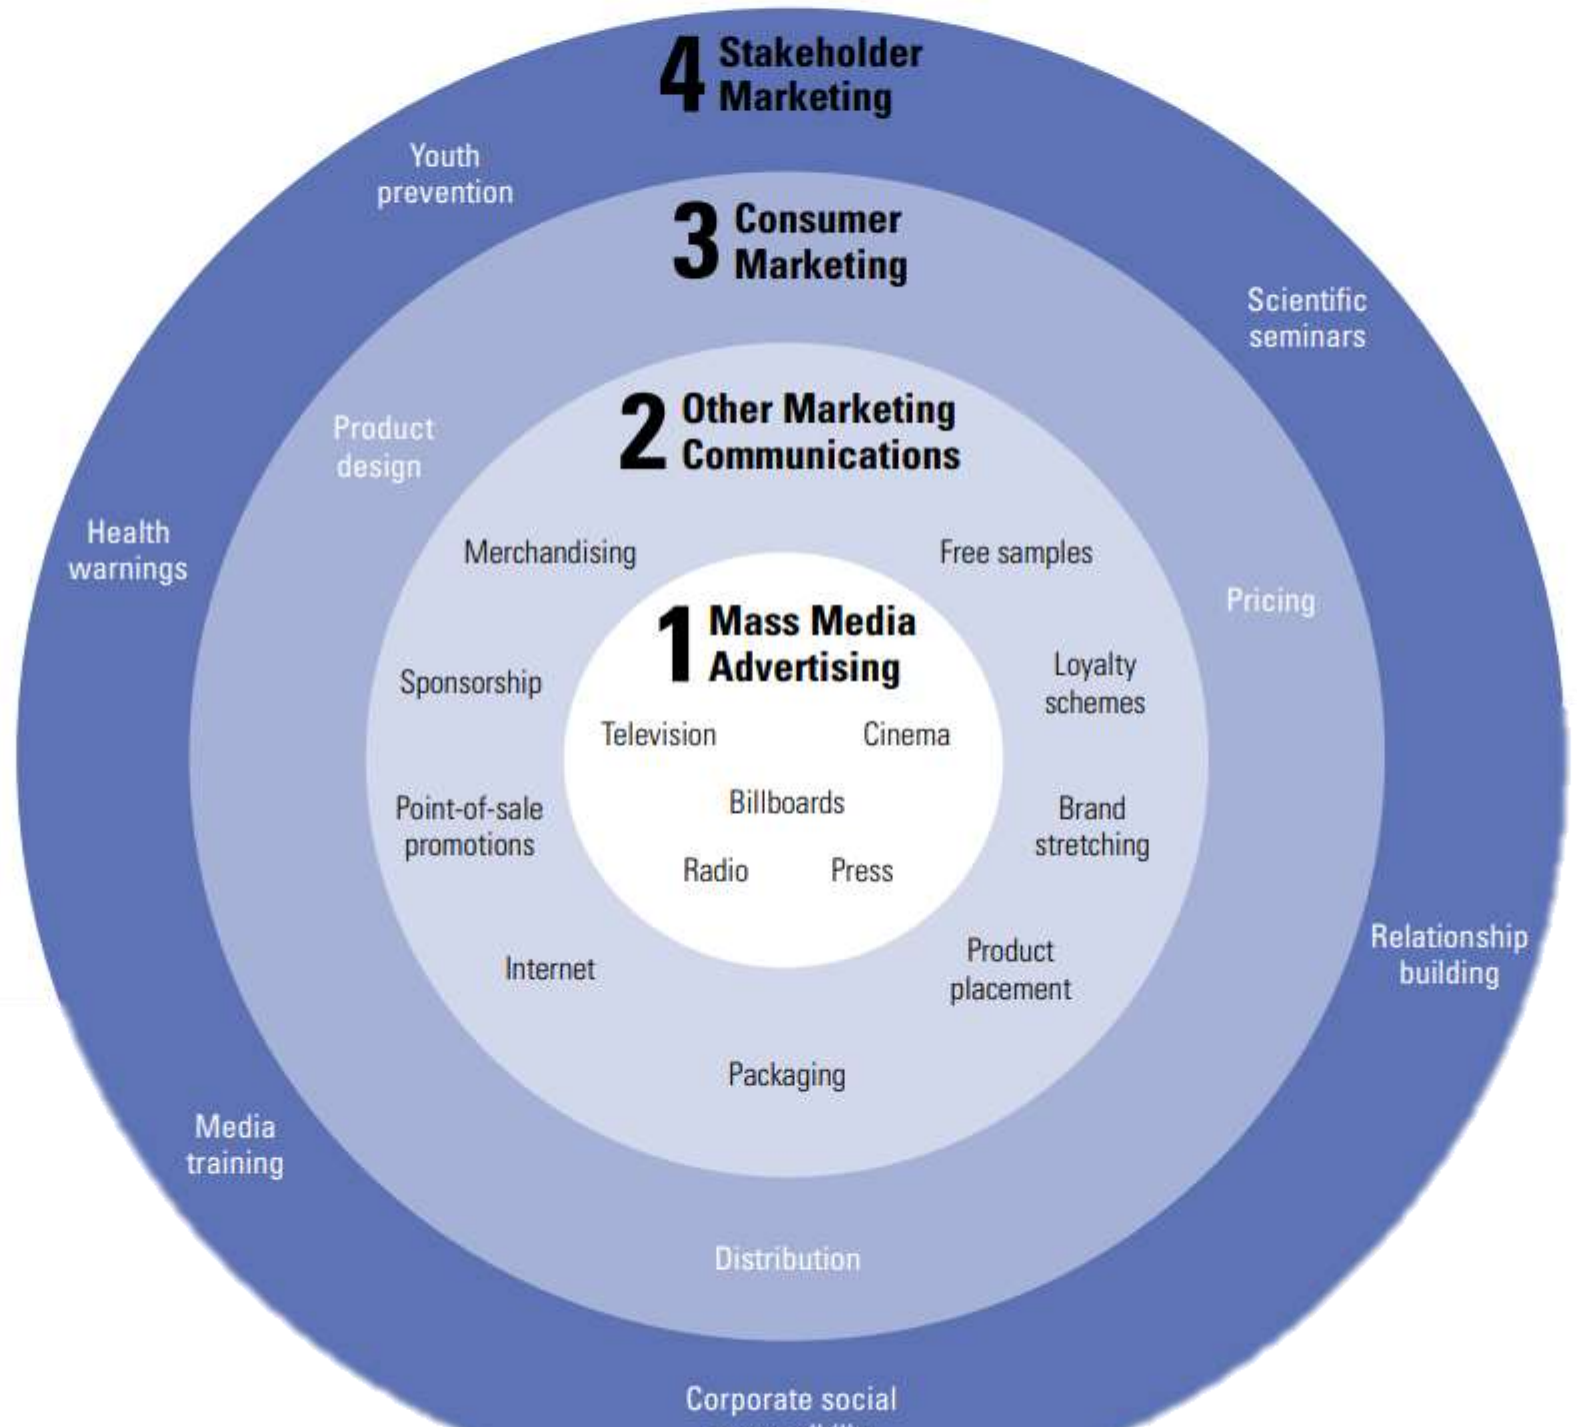 4 Stakeholder
Marketing
Youth
prevention
3 Consumer
Marketing
Scientific
seminars
2 Other Marketing
Communications
Product
design
Health
warnings
Merchandising
Free samples
Pricing
1 Mass Media
Advertising
Sponsorship
Loyalty
schemes
Television
Cinema
Billboards
Point-of-sale
promotions
Brand
stretching
Radio
Press
Relationship
building
Internet
Product
placement
Packaging
Media
training
Distribution
Corporate social